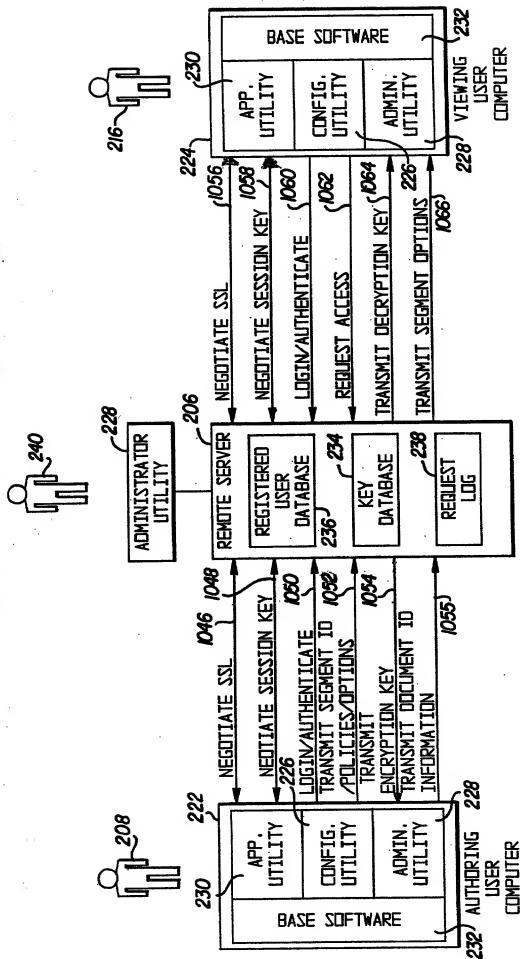 208
222
230
APP.
UTILITY
CONFIG.
UTILITY
226
ADMIN.
UTILITY
228
BASE SOFTWARE
232
AUTHORING
USER
COMPUTER
NEGOTIATE SSL
1046
NEOTIATE SESSION KEY
1048
LOGIN/AUTHENTICATE
1050
TRANSMIT SEGMENT ID
/POLICIES/OPTIONS
1052
TRANSMIT
ENCRYPTION KEY
1054
TRANSMIT DOCUMENT ID
INFORMATION
1055
240
228
ADMINISTRATOR
UTILITY
206
REMOTE SERVER
REGISTERED
USER
DATABASE
236
234
KEY
DATABASE
238
REQUEST
LOG
NEGOTIATE SSL
1056
NEGOTIATE SESSION KEY
1058
LOGIN/AUTHENTICATE
1060
REQUEST ACCESS
1062
TRANSMIT DECRYPTION KEY
1064
TRANSMIT SEGMENT OPTIONS
1066
216
224
230
APP.
UTILITY
CONFIG.
UTILITY
226
ADMIN.
UTILITY
228
BASE SOFTWARE
232
VIEWING
USER
COMPUTER